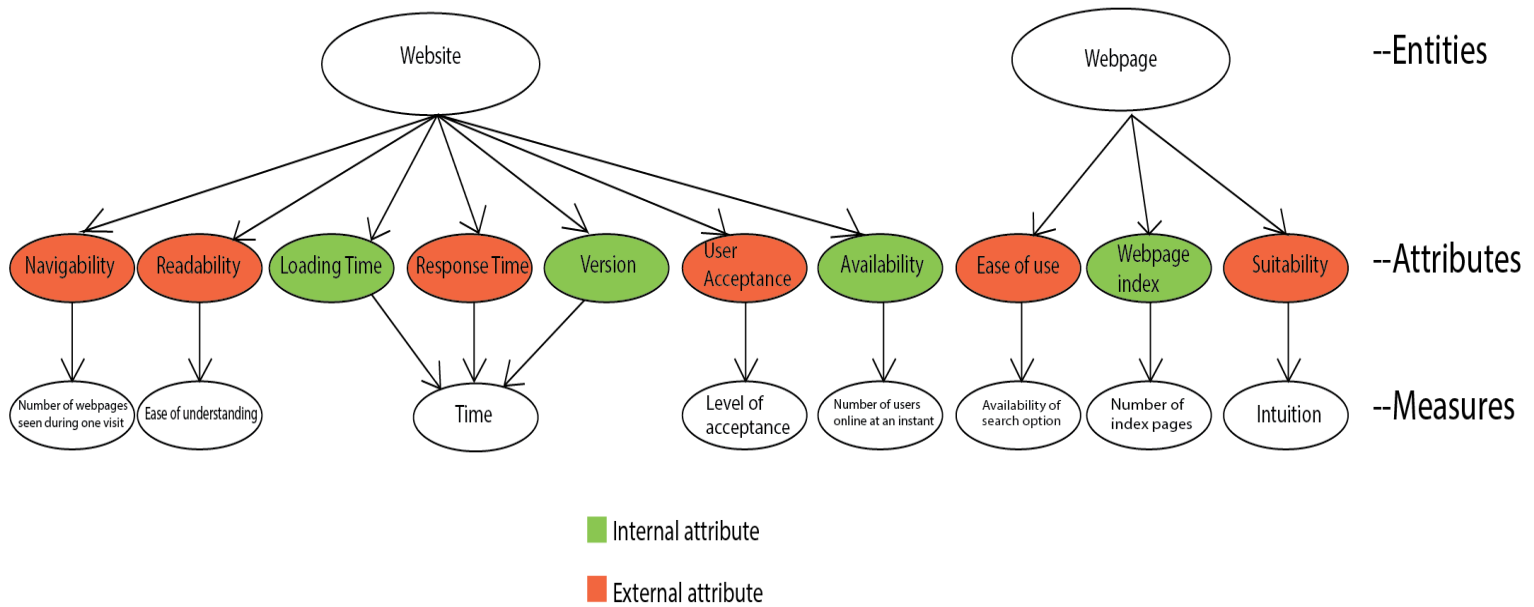 Website
Webpage
--Entities
Navigability
Readability
Loading Time
Response Time
Version
User
Acceptance
Availability
Ease of use
Webpage
index
Suitability
--Attributes
Number of webpages
seen during one visit
Ease of understanding
Time
Level of
acceptance
Number of users
online at an instant
Availability of
search option
Number of
index pages
Intuition
--Measures
Internal attribute
External attribute